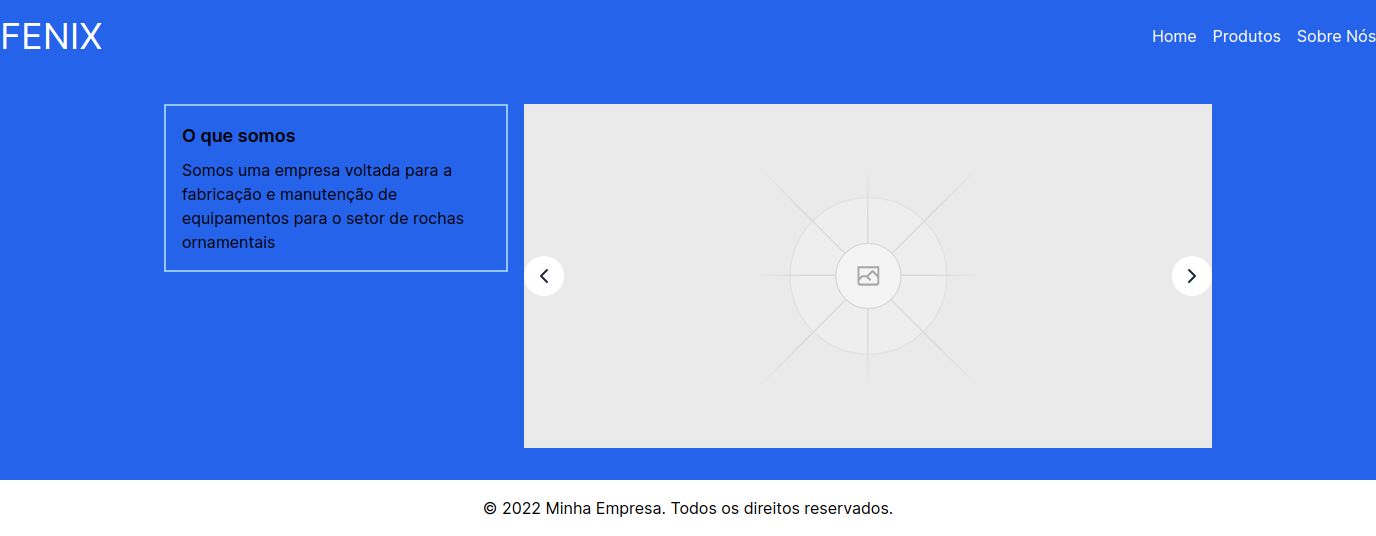 FENIX
Home Produtos Sobre Nós
O que somos
Somos uma empresa voltada para a
fabricação e manutenção de
equipamentos para o setor de rochas
ornamentais
© 2022 Minha Empresa. Todos os direitos reservados.